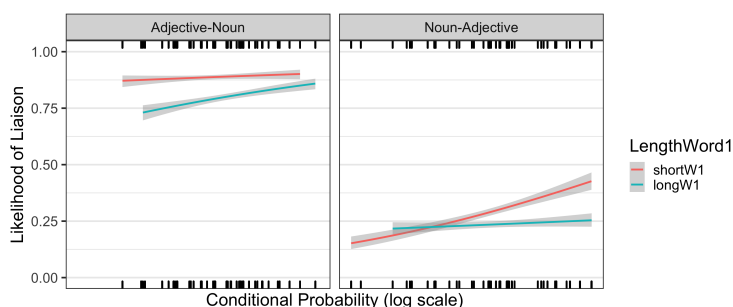 Adjective-Noun
Noun-Adjective
1.00
0.75
0.50
0.25
0.00
Likelihood of Liaison
Conditional Probability (log scale)
LengthWord1
shortW1
longW1